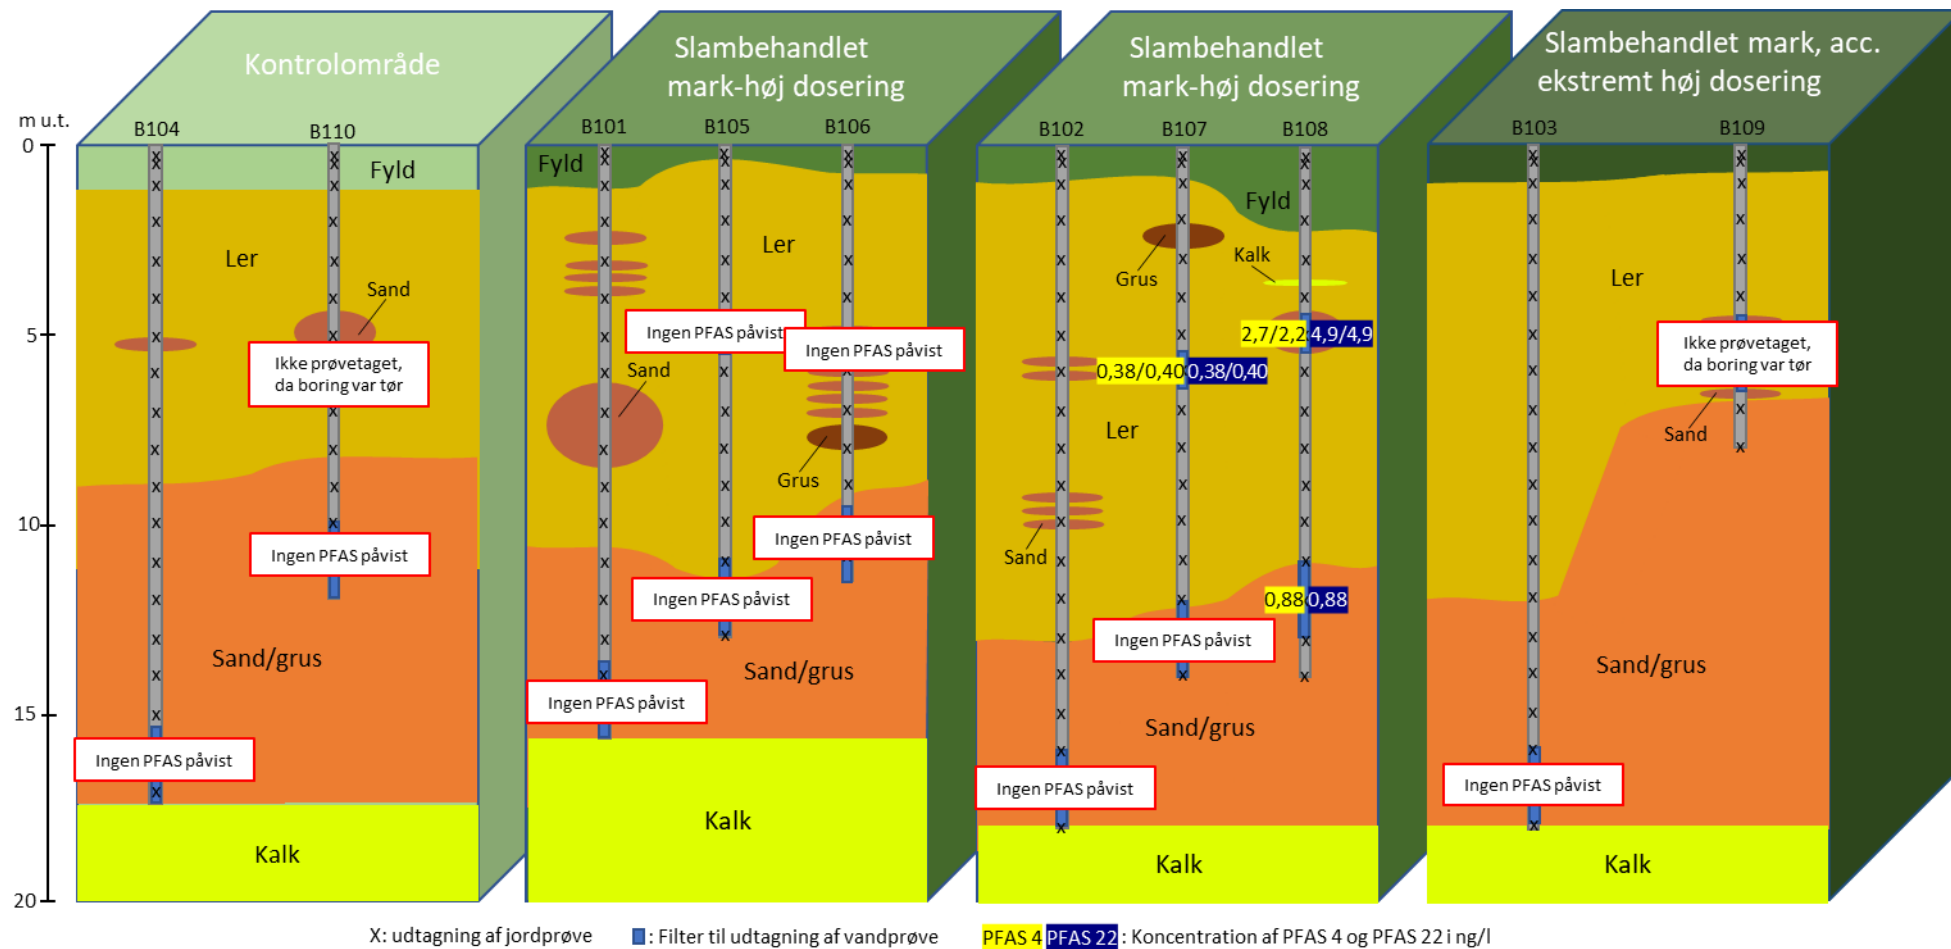 Kontrolområde
Slambehandlet
mark-høj dosering
Slambehandlet
mark-høj dosering
Slambehandlet mark, acc.
ekstremt høj dosering
m u.t.
B104
B110
B101
B105
B106
B102
B107
B108
B103
B109
0
5
10
15
20
Fyld
Ler
Sand
Ikke prøvetaget,
da boring var tør
Ingen PFAS påvist
Sand/grus
Ingen PFAS påvist
Kalk
Fyld
Ler
Ingen PFAS påvist
Ingen PFAS påvist
Sand
Grus
Ingen PFAS påvist
Ingen PFAS påvist
Sand/grus
Ingen PFAS påvist
Kalk
Fyld
Grus
Kalk
2,7/2,2 4,9/4,9
0,38/0,40 0,38/0,40
Ler
Sand
0,88 0,88
Ingen PFAS påvist
Sand/grus
Ingen PFAS påvist
Kalk
Ler
Ikke prøvetaget,
da boring var tør
Sand
Sand/grus
Ingen PFAS påvist
Kalk
X: udtagning af jordprøve
: Filter til udtagning af vandprøve
PFAS 4 PFAS 22 : Koncentration af PFAS 4 og PFAS 22 i ng/l